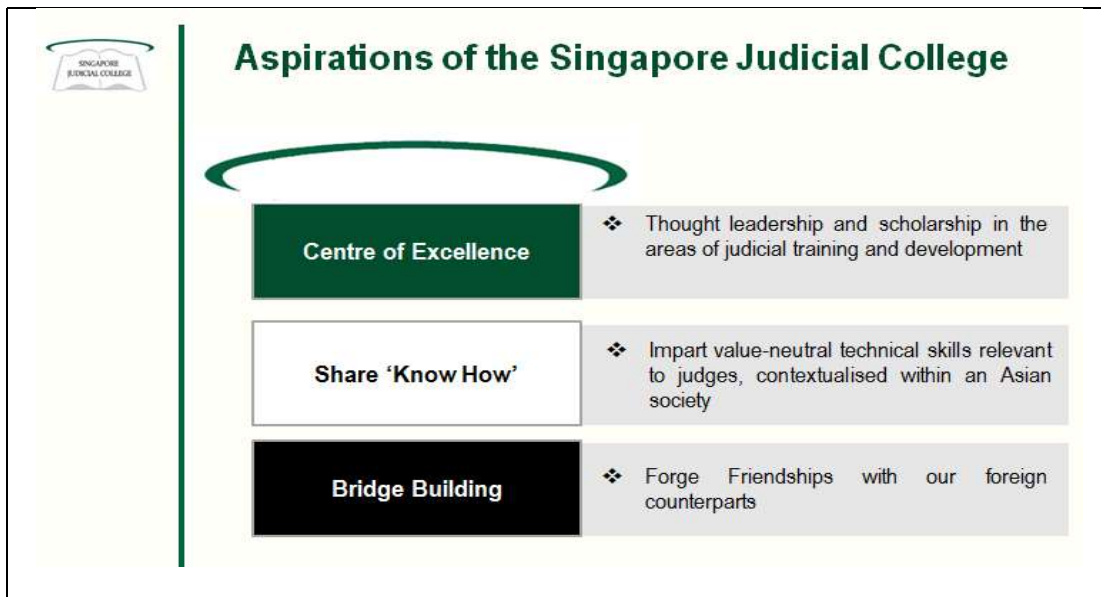 SINGAPORE
JUDICIAL COLLEGE
Aspirations of the Singapore Judicial College
Centre of Excellence
❖ Thought leadership and scholarship in the
areas of judicial training and development
Share ‘Know How’
❖ Impart value-neutral technical skills relevant
to judges, contextualised within an Asian
society
Bridge Building
❖ Forge Friendships with our foreign
counterparts